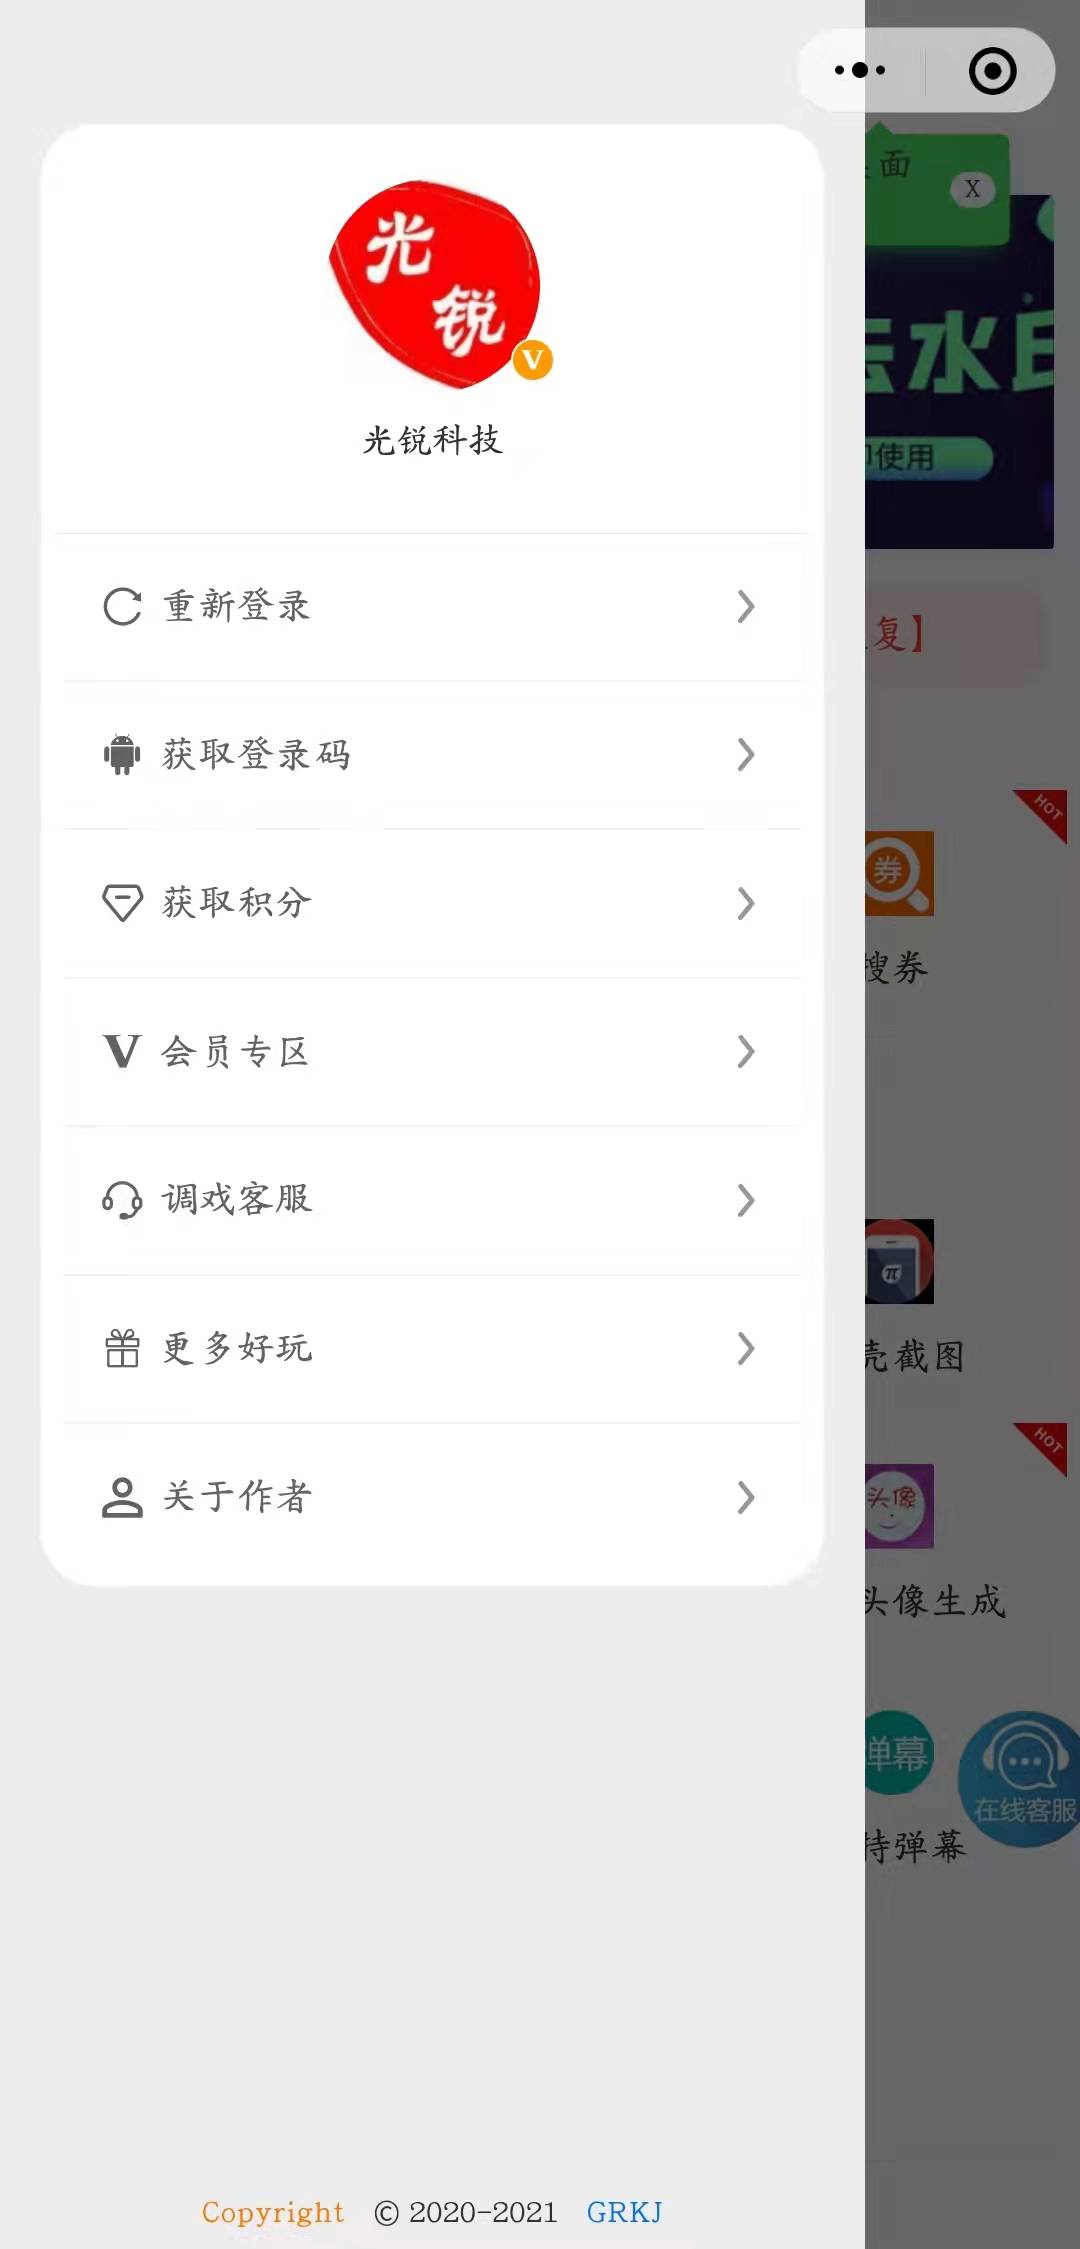 光
锐
V
光锐科技
重新登录
获取登录码
获取积分
V 会员专区
调戏客服
更多好玩
关于作者
Copyright © 2020-2021 GRKJ
面
X
去水印
即使用
复】
HOT
券
搜券
π
壳截图
HOT
头像
头像生成
弹幕
在线客服
持弹幕